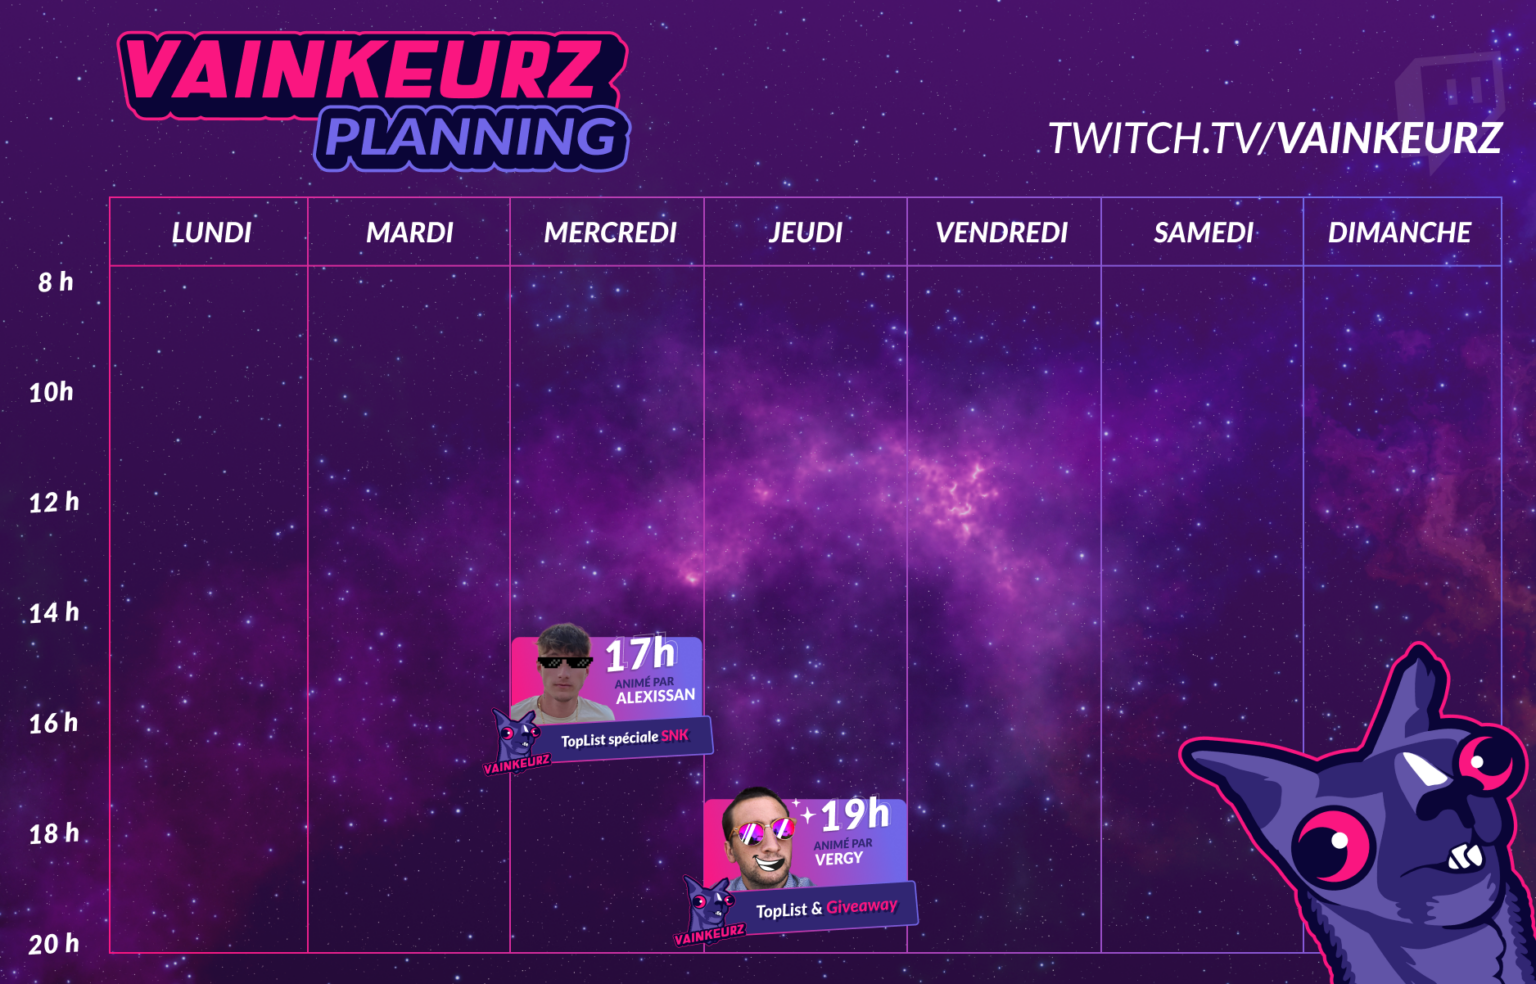 VAINKEURZ
PLANNING
TWITCH.TV/VAINKEURZ
LUNDI MARDI MERCREDI JEUDI VENDREDI SAMEDI DIMANCHE
8 h
10h
12 h
14 h
17h
ANIMÉ PAR
ALEXISSAN
16 h
TopList spéciale SNK
VAINKEURZ
19h
18 h
ANIMÉ PAR
VERGY
TopList & Giveaway
VAINKEURZ
20 h